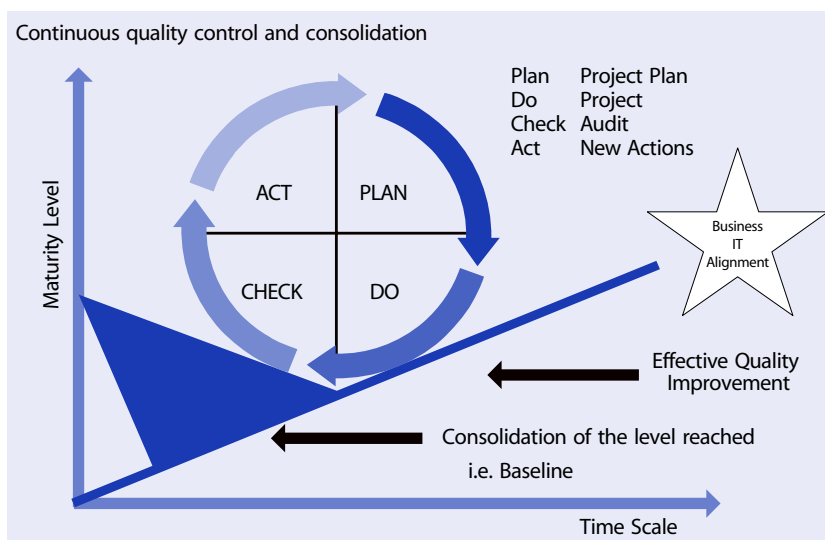 Continuous quality control and consolidation
Plan Project Plan
Do Project
Check Audit
Act New Actions
ACT PLAN
CHECK DO
Maturity Level
Business
IT
Alignment
Effective Quality
Improvement
Consolidation of the level reached
i.e. Baseline
Time Scale